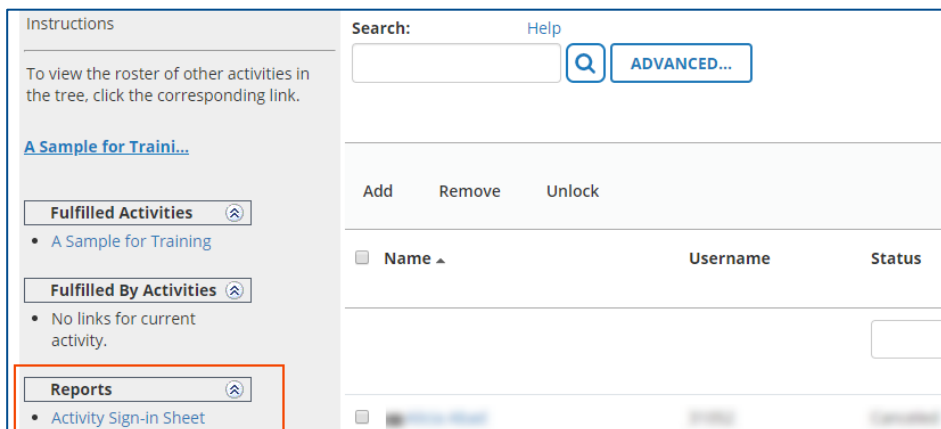 Instructions
To view the roster of other activities in
the tree, click the corresponding link.
A Sample for Traini...
Fulfilled Activities
• A Sample for Training
Fulfilled By Activities
• No links for current
activity.
Reports
• Activity Sign-in Sheet
Search: Help
ADVANCED...
Add Remove Unlock
Name Username Status